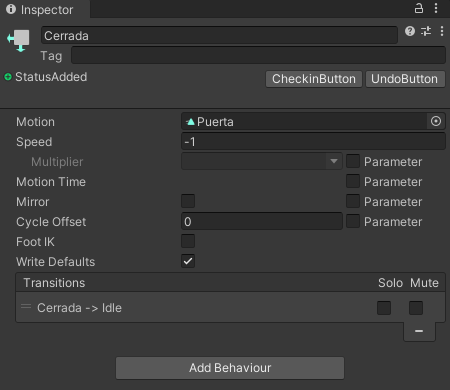 Inspector
Cerrada
Tag
StatusAdded CheckinButton UndoButton
Motion Puerta
Speed -1
Multiplier Parameter
Motion Time Parameter
Mirror Parameter
Cycle Offset 0 Parameter
Foot IK
Write Defaults
Transitions Solo Mute
Cerrada -> Idle
Add Behaviour